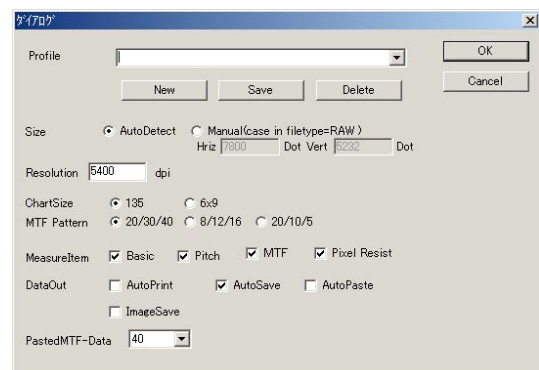 ﾀﾞｲｱﾛｸﾞ
Profile
OK
New Save Delete
Cancel
Size AutoDetect Manual(case in filetype=RAW)
Hriz 7800 Dot Vert 5232 Dot
Resolution 5400 dpi
ChartSize 135 6x9
MTF Pattern 20/30/40 8/12/16 20/10/5
MeasureItem Basic Pitch MTF Pixel Resist
DataOut AutoPrint AutoSave AutoPaste
ImageSave
PastedMTF-Data 40